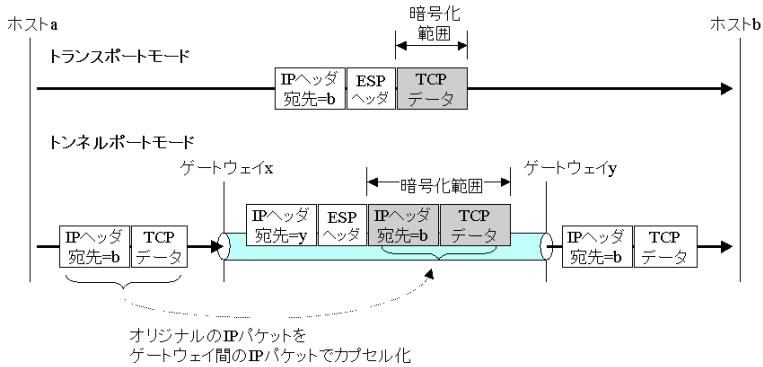 ホストa
ホストb
トランスポートモード
暗号化
範囲
IPヘッダ
宛先=b
ESP
ヘッダ
TCP
データ
トンネルポートモード
ゲートウェイx
ゲートウェイy
暗号化範囲
IPヘッダ
宛先=y
ESP
ヘッダ
IPヘッダ
宛先=b
TCP
データ
IPヘッダ
宛先=b
TCP
データ
IPヘッダ
宛先=b
TCP
データ
オリジナルのIPパケットを
ゲートウェイ間のIPパケットでカプセル化